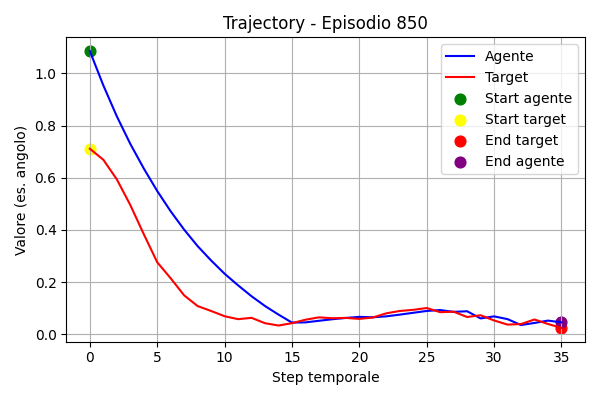 Trajectory - Episodio 850
Valore (es. angolo)
1.0
0.8
0.6
0.4
0.2
0.0
Agente
Target
Start agente
Start target
End target
End agente
0 5 10 15 20 25 30 35
Step temporale